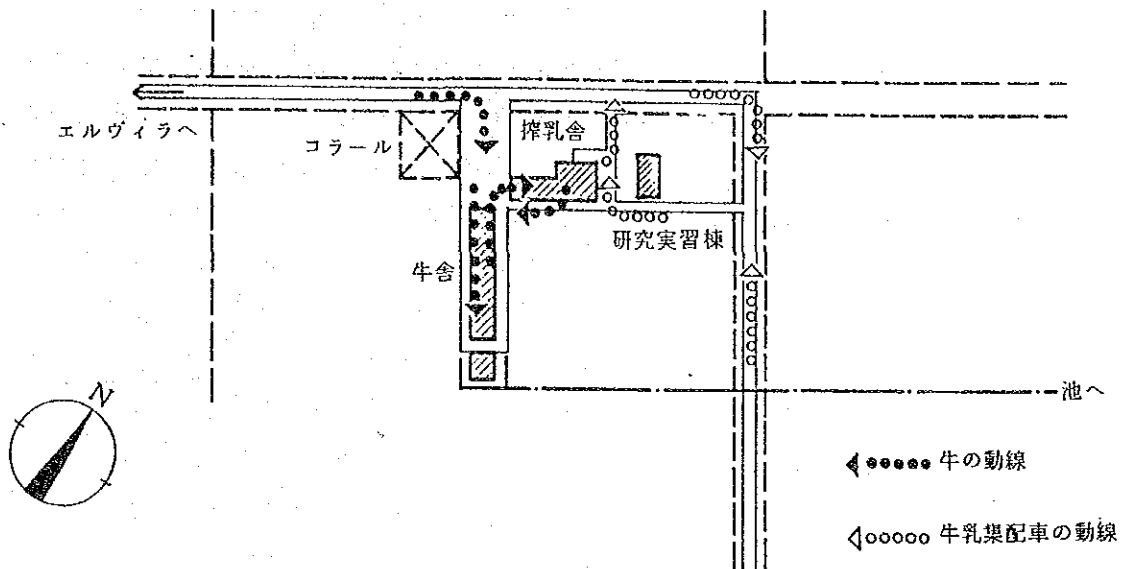 エルヴィラへ
コラール
搾乳舎
研究実習棟
牛舎
池へ
N
牛の動線
牛乳集配車の動線